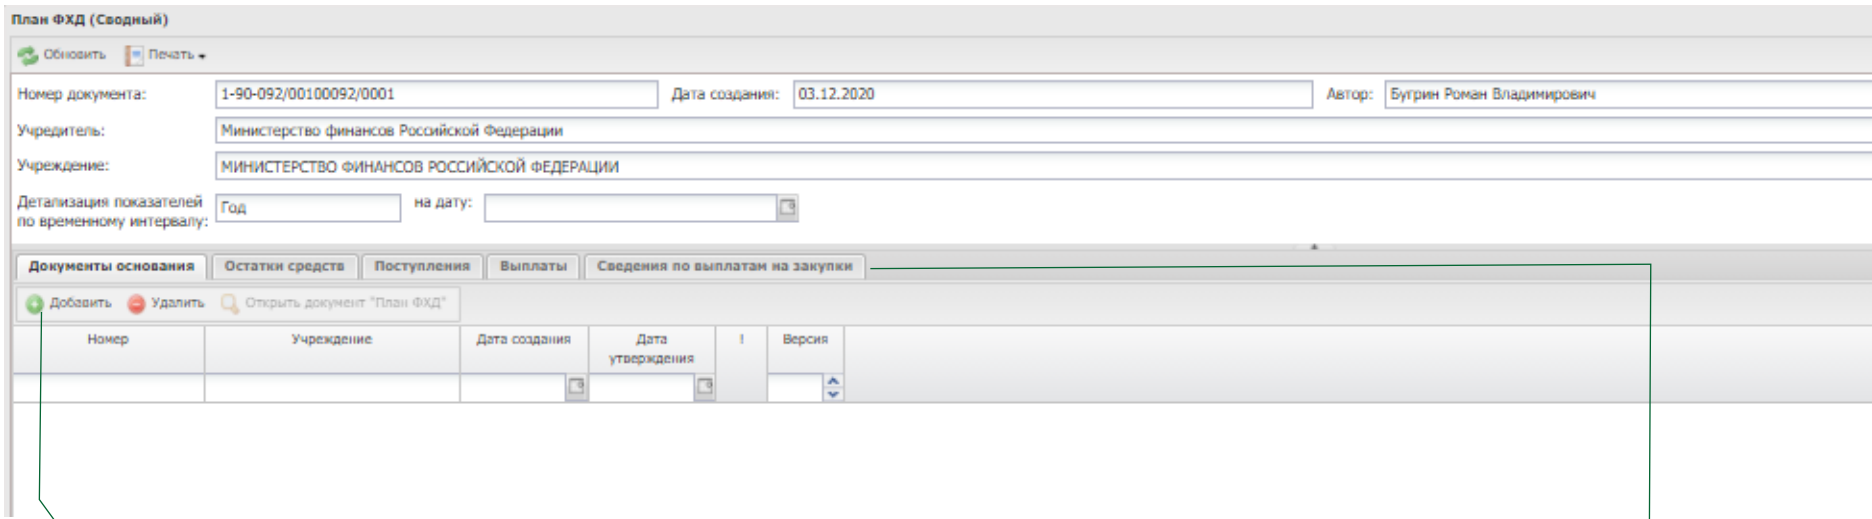 План ФХД (Сводный)
Обновить Печать
Номер документа: 1-90-092/00100092/0001 Дата создания: 03.12.2020 Автор: Бугрин Роман Владимирович
Учредитель: Министерство финансов Российской Федерации
Учреждение: МИНИСТЕРСТВО ФИНАНСОВ РОССИЙСКОЙ ФЕДЕРАЦИИ
Детализация показателей
по временному интервалу: Год на дату:
Документы основания Остатки средств Поступления Выплаты Сведения по выплатам на закупки
Добавить Удалить Открыть документ "План ФХД"
Номер Учреждение Дата создания Дата утверждения ! Версия